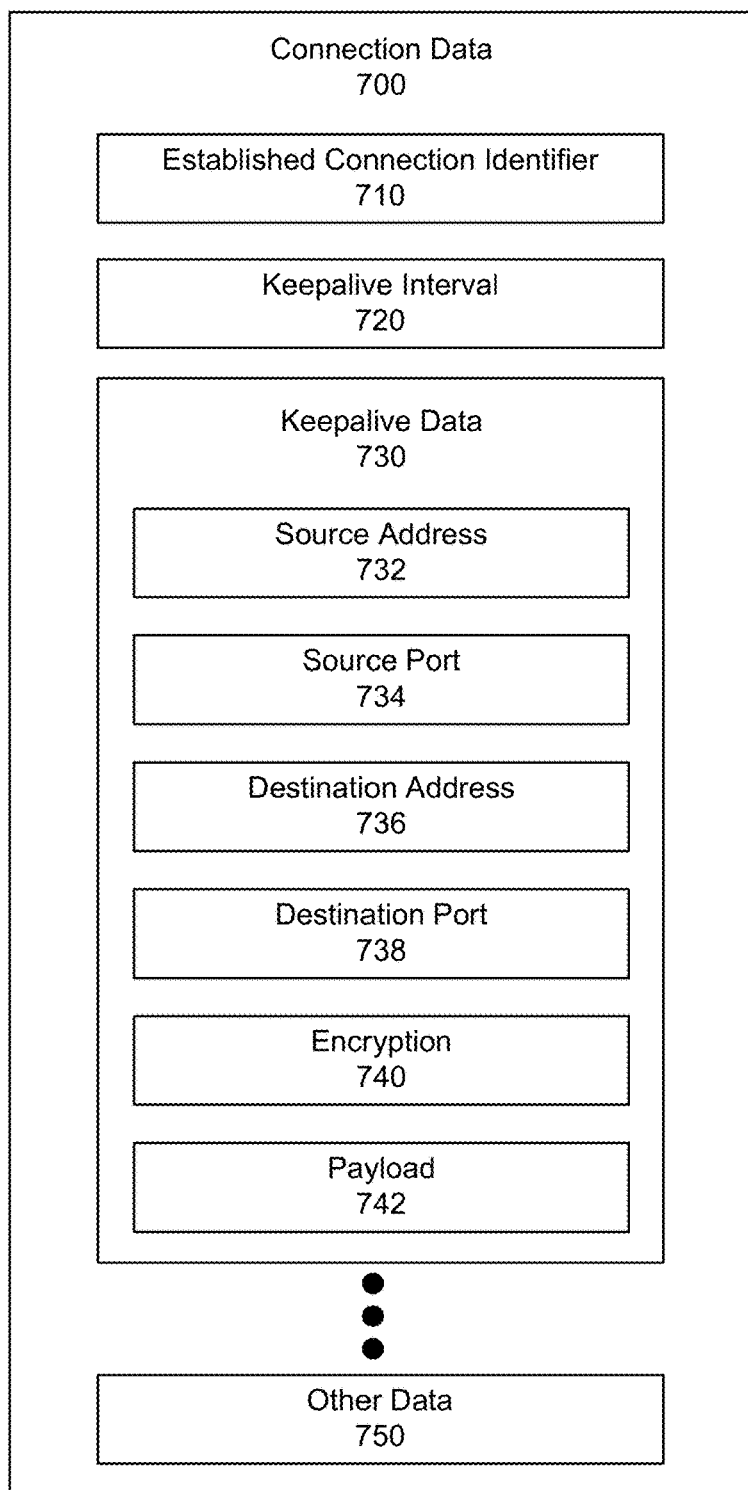 Connection Data
700
Established Connection Identifier
710
Keepalive Interval
720
Keepalive Data
730
Source Address
732
Source Port
734
Destination Address
736
Destination Port
738
Encryption
740
Payload
742
Other Data
750